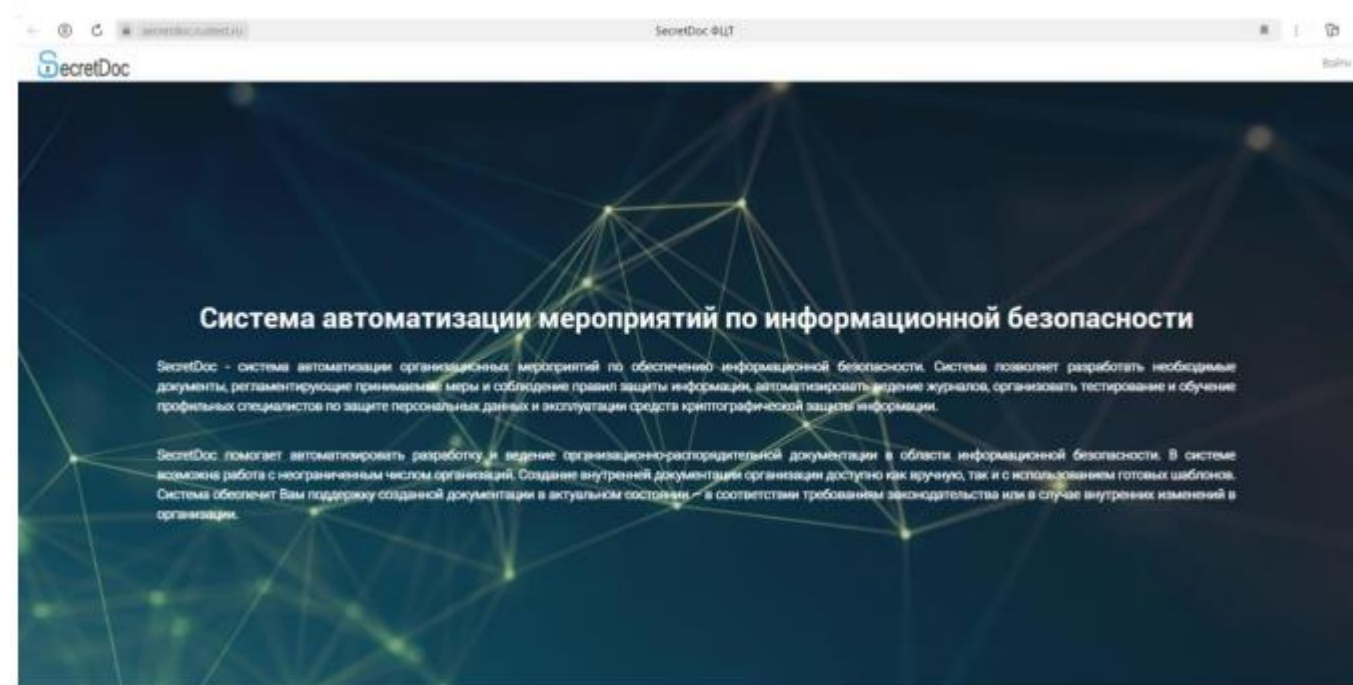 secretdoc.rustest.ru SecretDoc ФЦТ
SecretDoc Войти
Система автоматизации мероприятий по информационной безопасности
SecretDoc - система автоматизации организационных мероприятий по обеспечению информационной безопасности. Система позволяет разработать необходимые
документы, регламентирующие принимаемые меры и соблюдение правил защиты информации, автоматизировать ведение журналов, организовать тестирование и обучение
профильных специалистов по защите персональных данных и эксплуатации средств криптографической защиты информации.
SecretDoc помогает автоматизировать разработку и ведение организационно-распорядительной документации в области информационной безопасности. В системе
возможна работа с неограниченным числом организаций. Создание внутренней документации организации доступно как вручную, так и с использованием готовых шаблонов.
Система обеспечит Вам поддержку созданной документации в актуальном состоянии – в соответствии требованиям законодательства или в случае внутренних изменений в
организации.